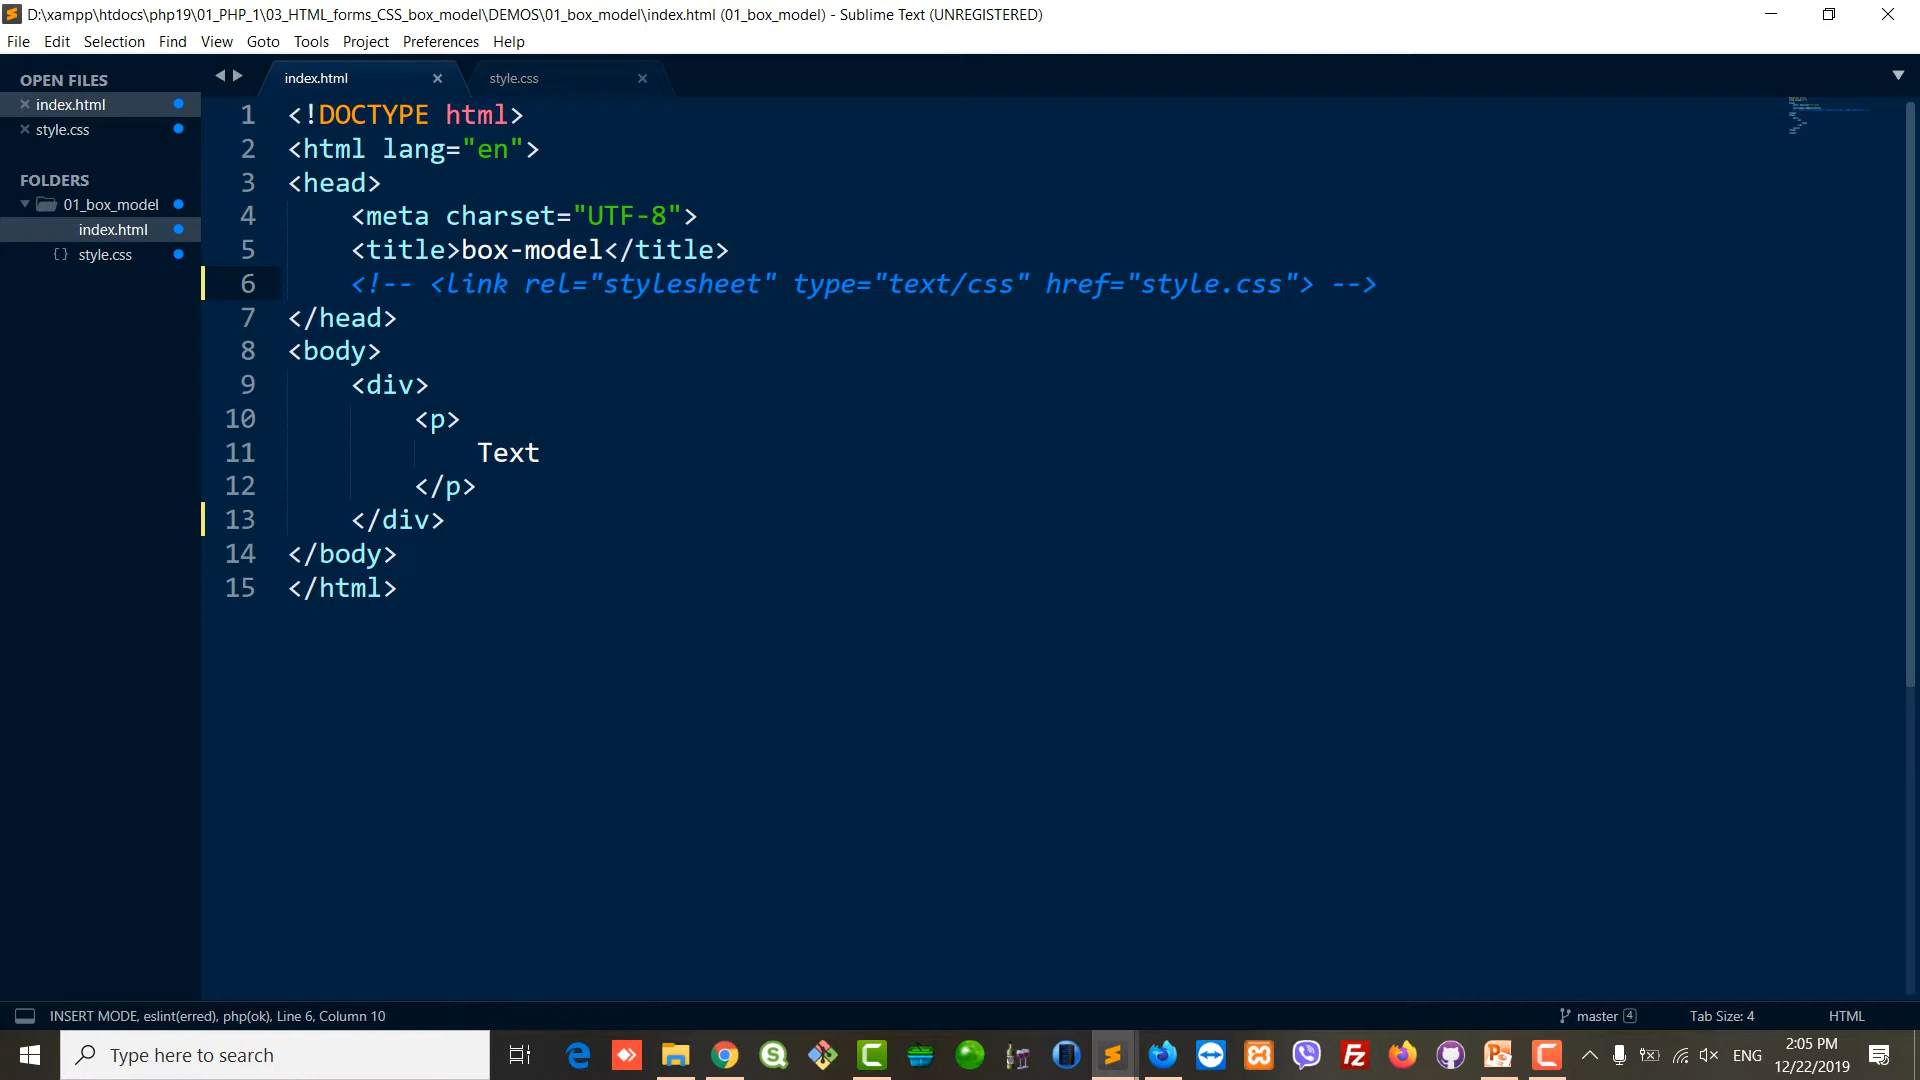 D:\xampp\htdocs\php19\01_PHP_1\03_HTML_forms_CSS_box_model\DEMOS\01_box_model\index.html (01_box_model) - Sublime Text (UNREGISTERED)
File Edit Selection Find View Goto Tools Project Preferences Help
OPEN FILES
index.html
style.css
FOLDERS
01_box_model
index.html
{} style.css
index.html style.css
1 <!DOCTYPE html>
2 <html lang="en">
3 <head>
4 <meta charset="UTF-8">
5 <title>box-model</title>
6 <!-- <link rel="stylesheet" type="text/css" href="style.css"> -->
7 </head>
8 <body>
9 <div>
10 <p>
11 Text
12 </p>
13 </div>
14 </body>
15 </html>
INSERT MODE, eslint(erred), php(ok), Line 6, Column 10 master 4 Tab Size: 4 HTML
Type here to search
ENG
2:05 PM
12/22/2019